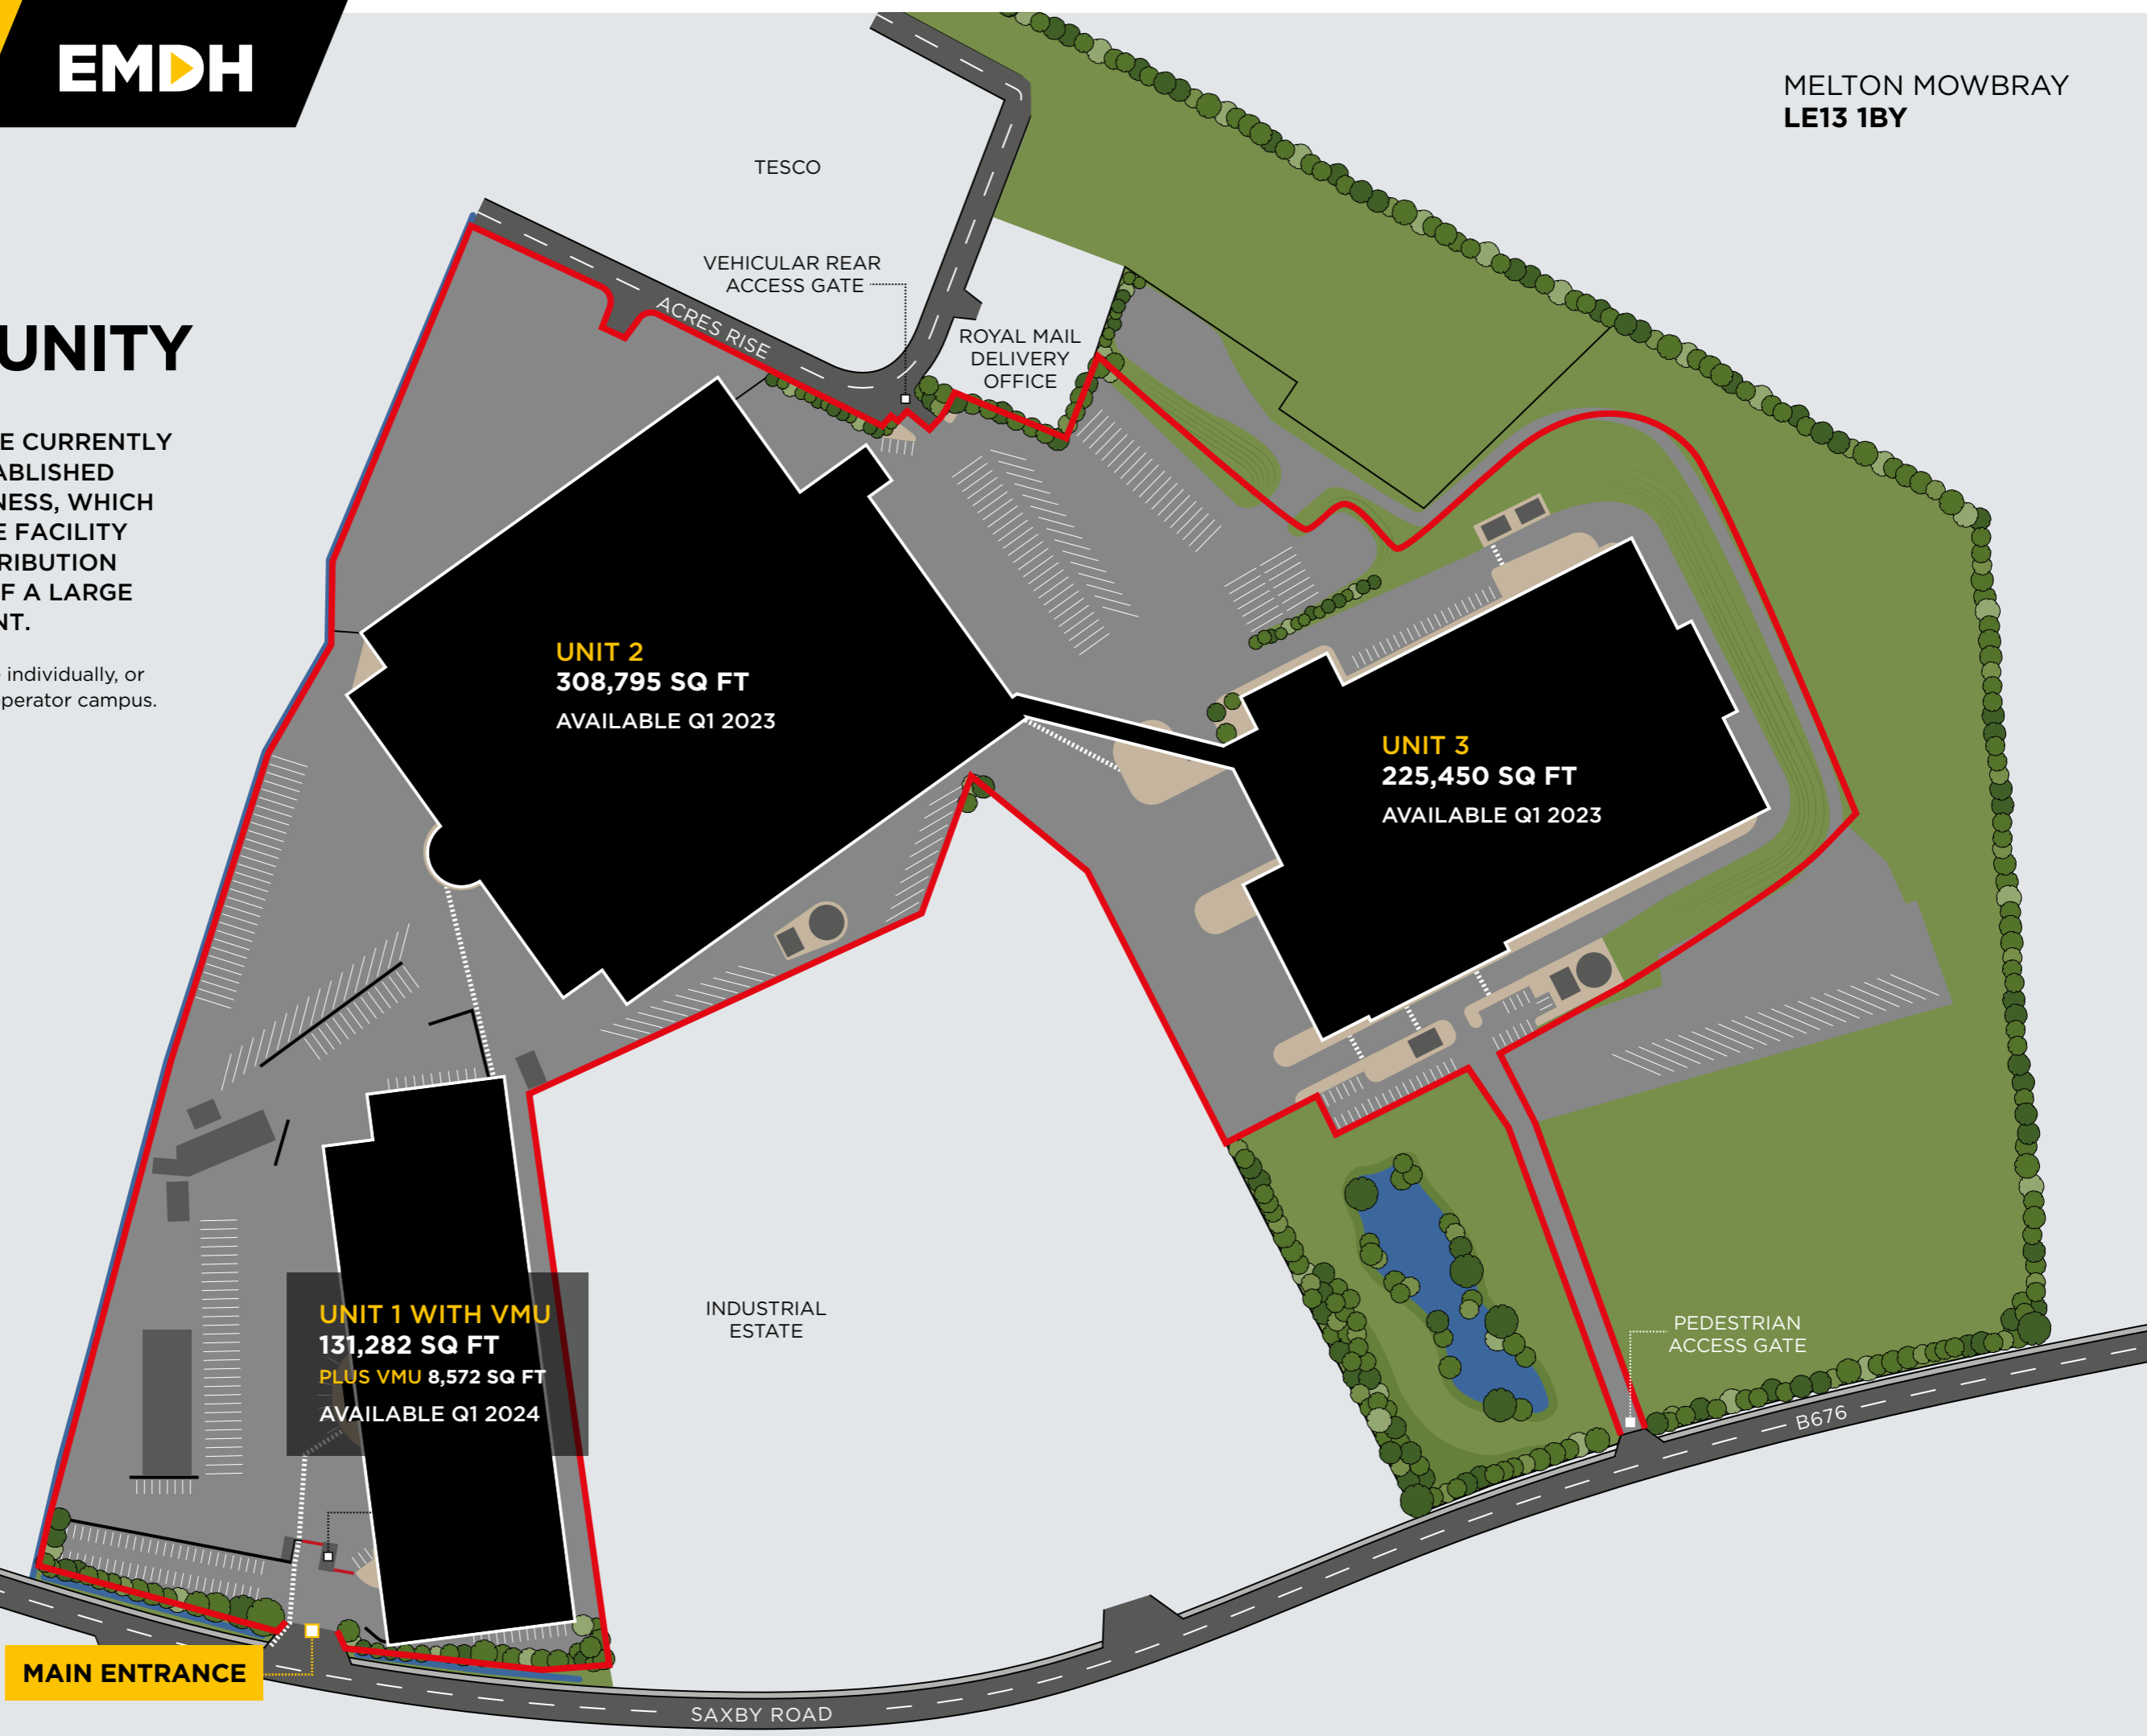 EMDH
MELTON MOWBRAY
LE13 1BY
UNITY
E CURRENTLY
ABLISHED
NESS, WHICH
E FACILITY
RIBUTION
F A LARGE
NT.
individually, or
perator campus.
TESCO
VEHICULAR REAR
ACCESS GATE
ACRES RISE
ROYAL MAIL
DELIVERY
OFFICE
UNIT 2
308,795 SQ FT
AVAILABLE Q1 2023
UNIT 3
225,450 SQ FT
AVAILABLE Q1 2023
UNIT 1 WITH VMU
131,282 SQ FT
PLUS VMU 8,572 SQ FT
AVAILABLE Q1 2024
INDUSTRIAL
ESTATE
PEDESTRIAN
ACCESS GATE
B676
MAIN ENTRANCE
SAXBY ROAD